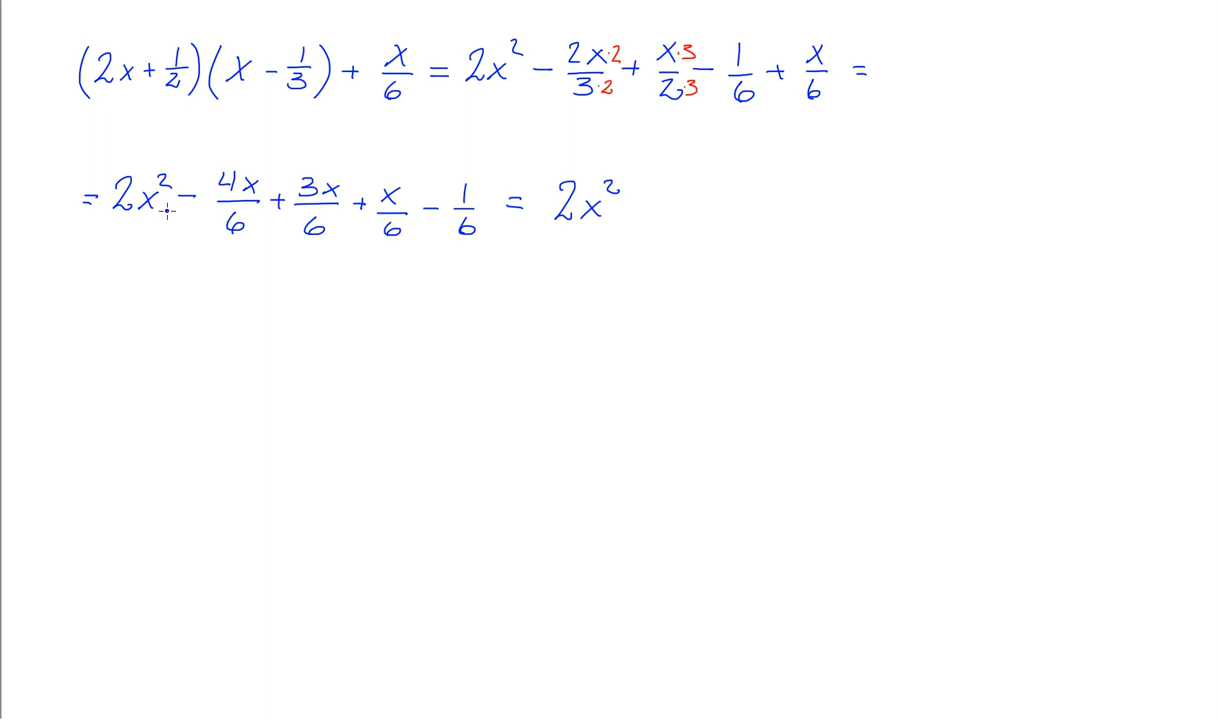 (2x + 1/2)(x - 1/3) + x/6 = 2x² - 2x·2/3·2 + x·3/2·3 - 1/6 + x/6 =
= 2x² - 4x/6 + 3x/6 + x/6 - 1/6 = 2x²